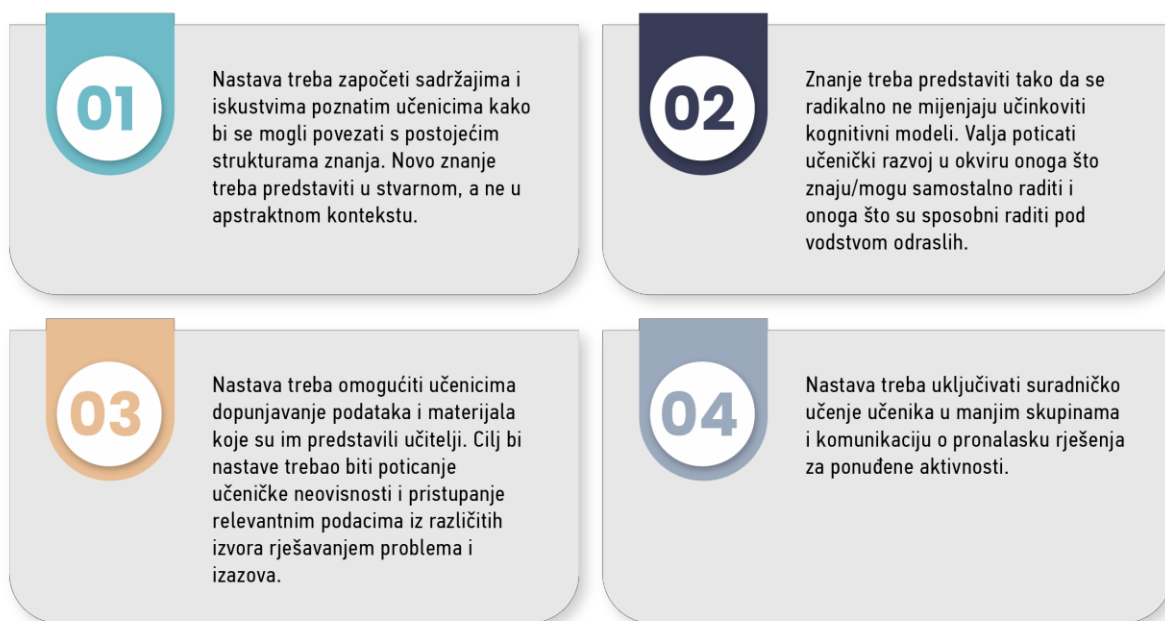 01
Nastava treba započeti sadržajima i
iskustvima poznatim učenicima kako
bi se mogli povezati s postojećim
strukturama znanja. Novo znanje
treba predstaviti u stvarnom, a ne u
apstraktnom kontekstu.
02
Znanje treba predstaviti tako da se
radikalno ne mijenjaju učinkoviti
kognitivni modeli. Valja poticati
učenički razvoj u okviru onoga što
znaju/mogu samostalno raditi i
onoga što su sposobni raditi pod
vodstvom odraslih.
03
Nastava treba omogućiti učenicima
dopunjavanje podataka i materijala
koje su im predstavili učitelji. Cilj bi
nastave trebao biti poticanje
učeničke neovisnosti i pristupanje
relevantnim podacima iz različitih
izvora rješavanjem problema i
izazova.
04
Nastava treba uključivati suradničko
učenje učenika u manjim skupinama
i komunikaciju o pronalasku rješenja
za ponuđene aktivnosti.